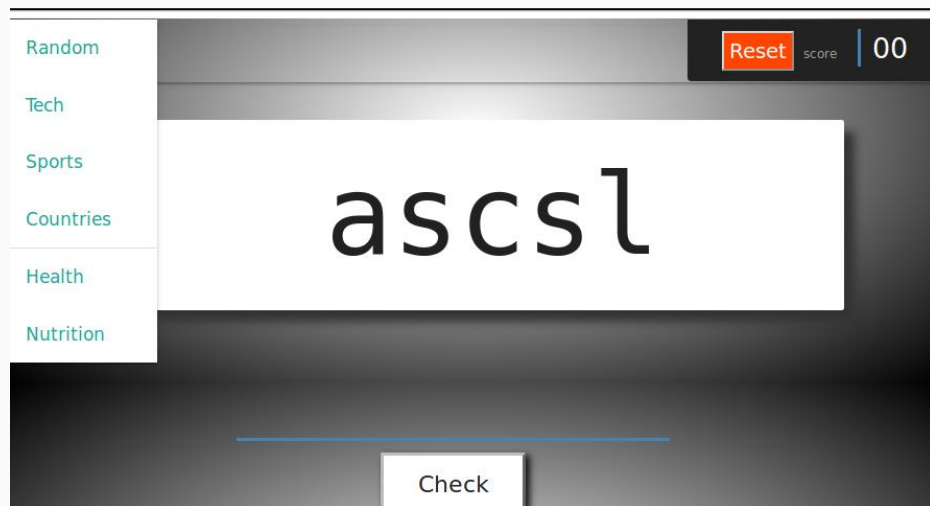 Random
Reset score 00
Tech
Sports
ascsl
Countries
Health
Nutrition
Check